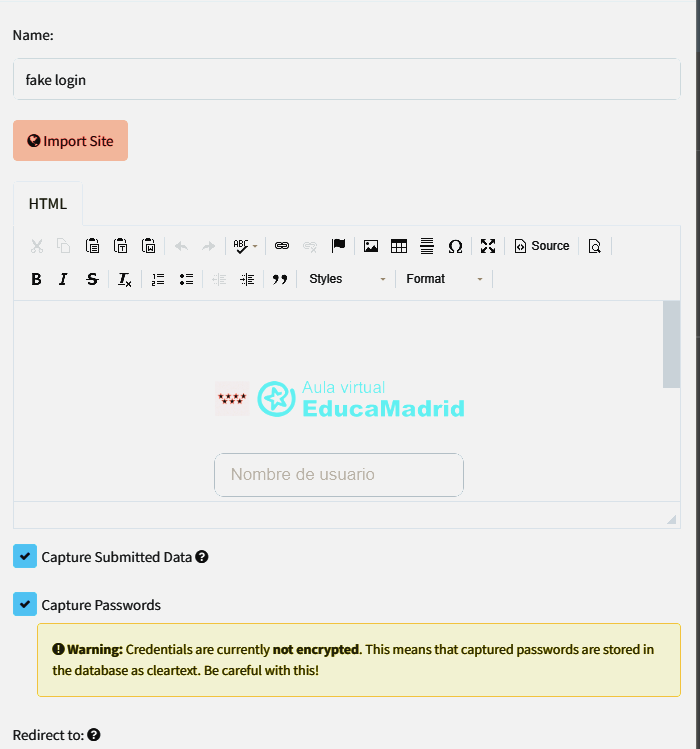 Name:
fake login
Import Site
HTML
ABC
Source
B I S Ix Styles Format
Aula virtual
EducaMadrid
Nombre de usuario
Capture Submitted Data
Capture Passwords
Warning: Credentials are currently not encrypted. This means that captured passwords are stored in
the database as cleartext. Be careful with this!
Redirect to: